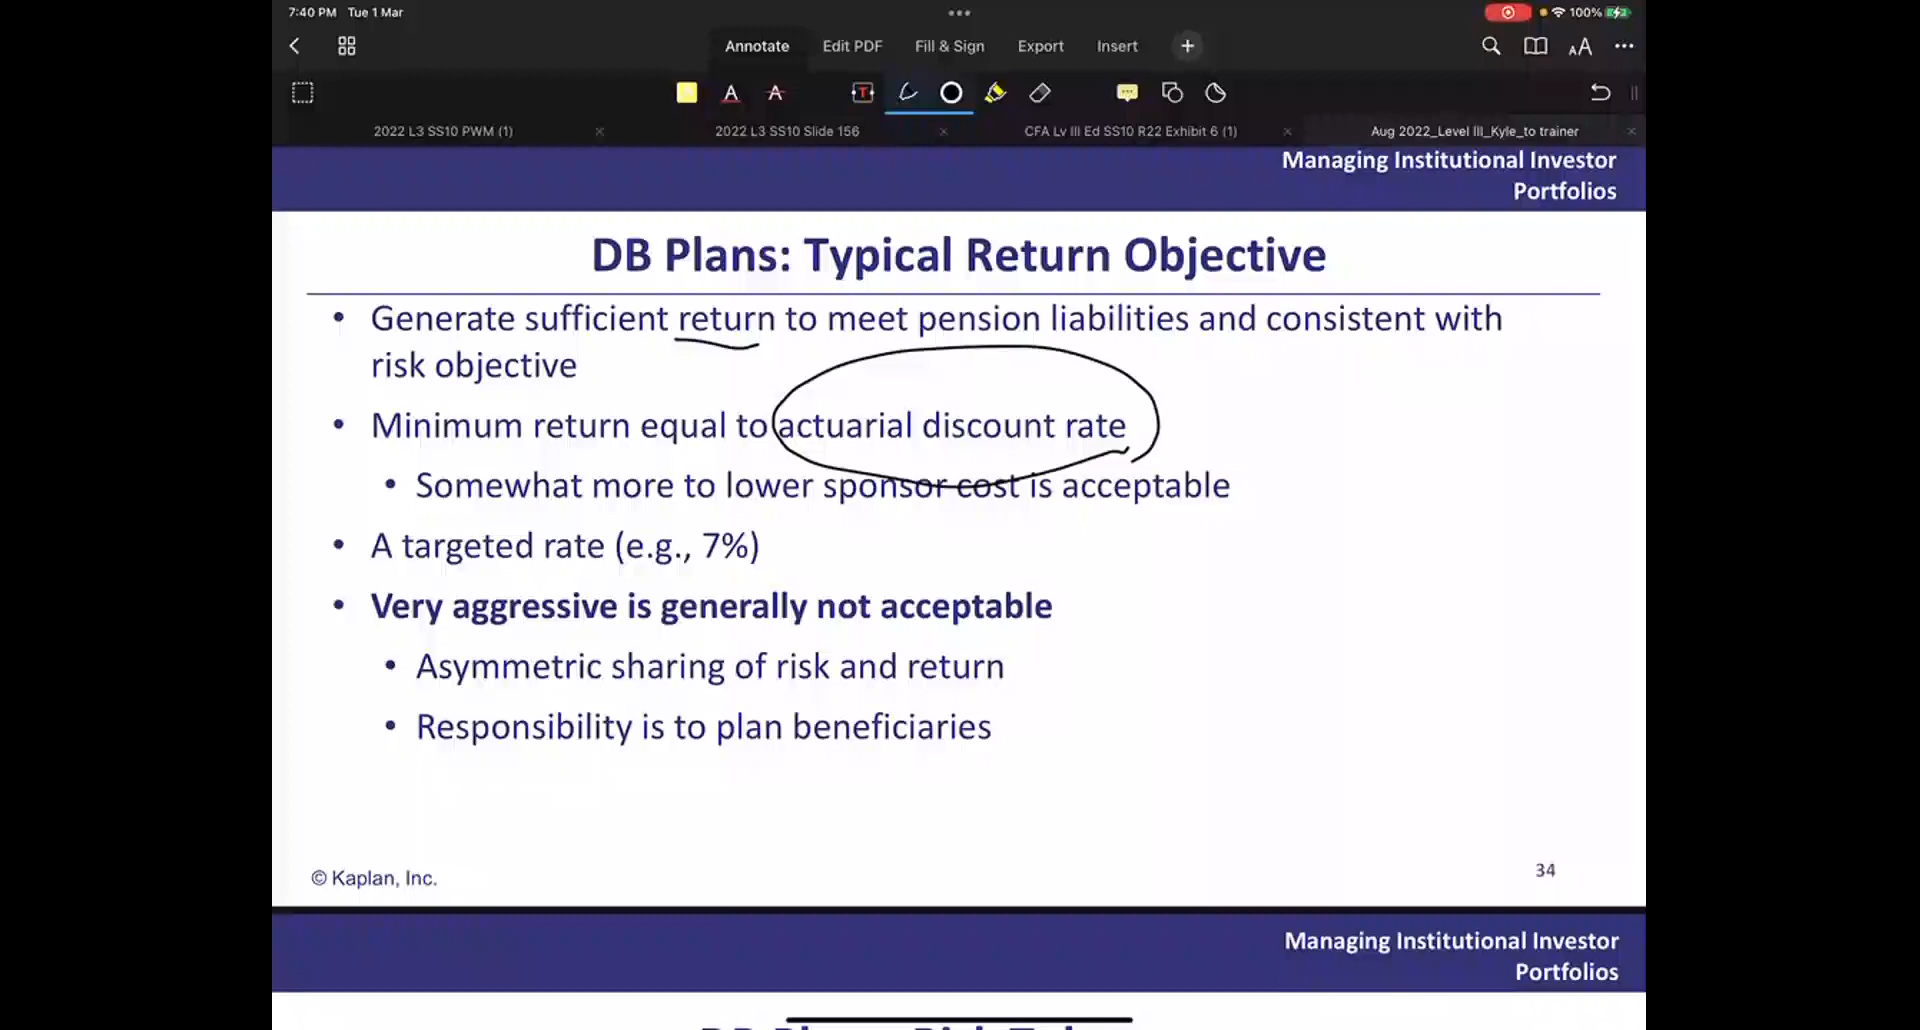 7:40 PM Tue 1 Mar
100%
Annotate Edit PDF Fill & Sign Export Insert
AA
A A T
2022 L3 SS10 PWM (1) 2022 L3 SS10 Slide 156 CFA Lv III Ed SS10 R22 Exhibit 6 (1) Aug 2022_Level III_Kyle_to trainer
Managing Institutional Investor
Portfolios
DB Plans: Typical Return Objective
• Generate sufficient return to meet pension liabilities and consistent with
risk objective
• Minimum return equal to actuarial discount rate
• Somewhat more to lower sponsor cost is acceptable
• A targeted rate (e.g., 7%)
• Very aggressive is generally not acceptable
• Asymmetric sharing of risk and return
• Responsibility is to plan beneficiaries
© Kaplan, Inc.
34
Managing Institutional Investor
Portfolios